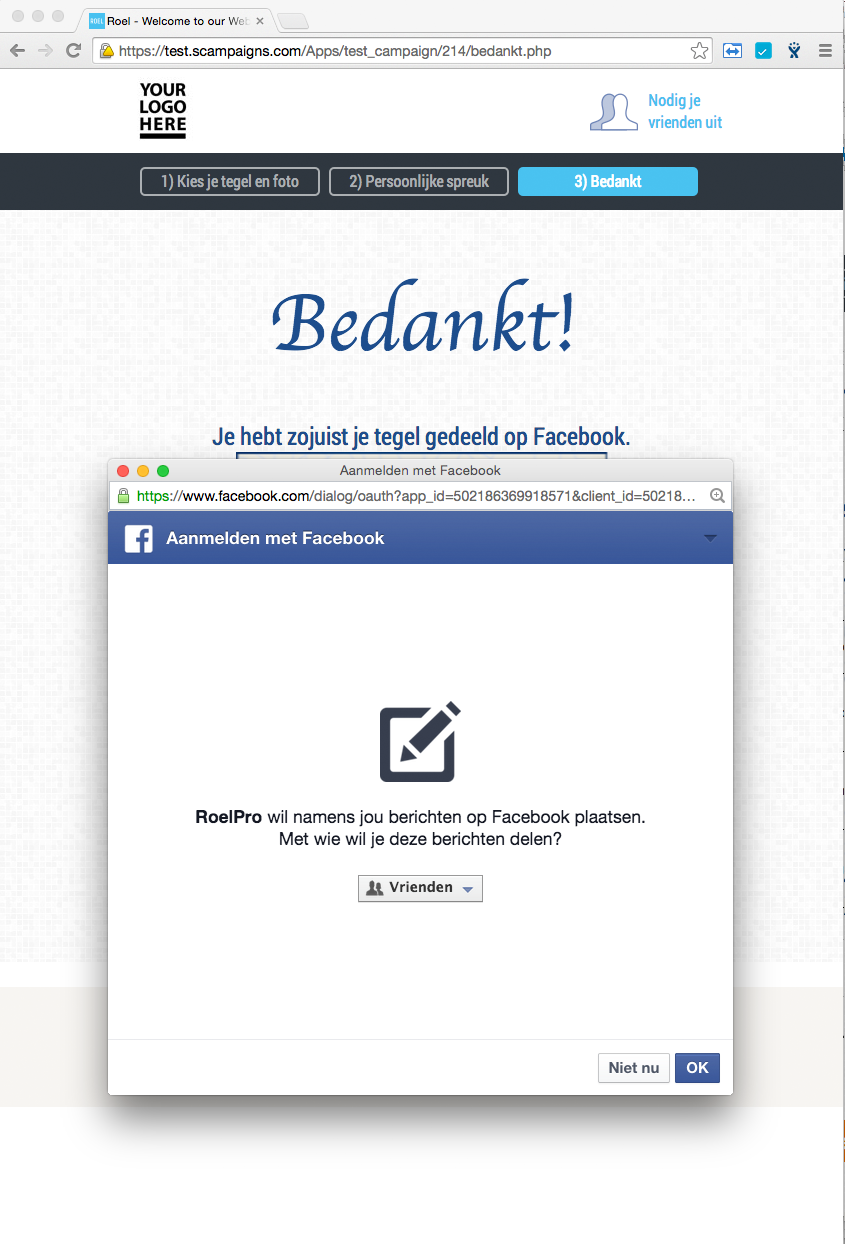 ROEL Roel - Welcome to our Web
https://test.scampaigns.com/Apps/test_campaign/214/bedankt.php
YOUR
LOGO
HERE
Nodig je
vrienden uit
1) Kies je tegel en foto
2) Persoonlijke spreuk
3) Bedankt
Bedankt!
Je hebt zojuist je tegel gedeeld op Facebook.
Aanmelden met Facebook
https://www.facebook.com/dialog/oauth?app_id=502186369918571&client_id=50218...
Aanmelden met Facebook
RoelPro wil namens jou berichten op Facebook plaatsen.
Met wie wil je deze berichten delen?
Vrienden
Niet nu
OK